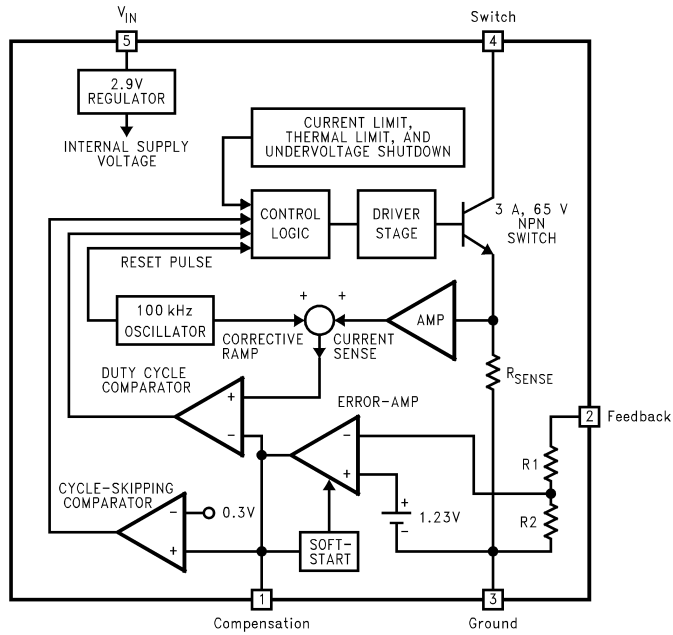 VIN
Switch
5
4
2.9V
REGULATOR
INTERNAL SUPPLY
VOLTAGE
CURRENT LIMIT,
THERMAL LIMIT, AND
UNDERVOLTAGE SHUTDOWN
CONTROL
LOGIC
DRIVER
STAGE
3 A, 65 V
NPN
SWITCH
RESET PULSE
100 kHz
OSCILLATOR
+
+
AMP
CORRECTIVE
RAMP
CURRENT
SENSE
RSENSE
DUTY CYCLE
COMPARATOR
+
-
ERROR-AMP
-
+
2
Feedback
R1
R2
CYCLE-SKIPPING
COMPARATOR
-
+
0.3V
+
-
1.23V
SOFT-
START
1
3
Compensation
Ground